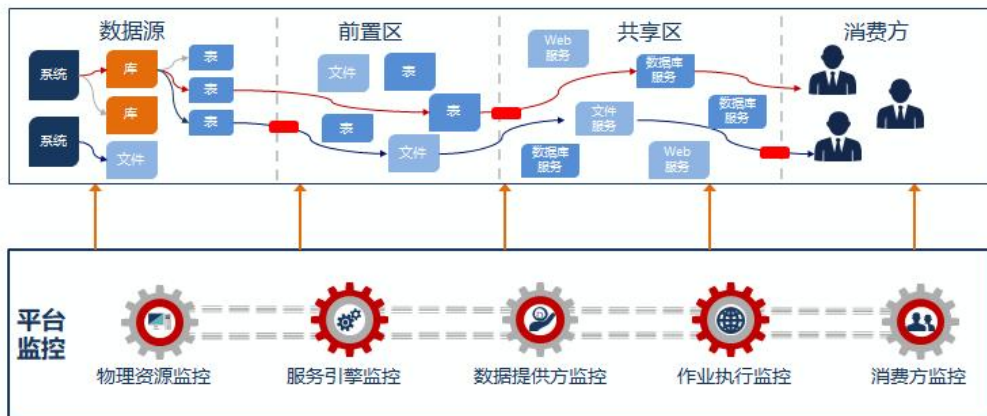 数据源
前置区
共享区
消费方
系统
库
表
表
表
库
系统
文件
文件
表
表
表
文件
Web
服务
数据库
服务
文件
服务
数据库
服务
数据库
服务
Web
服务
平台
监控
物理资源监控
服务引擎监控
数据提供方监控
作业执行监控
消费方监控